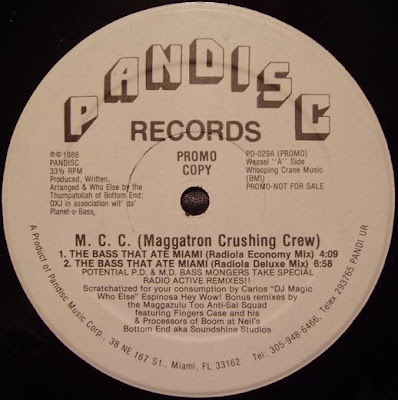 PANDISC
RECORDS
℗© 1988
PANDISC
33⅓ RPM
Produced, Written,
Arranged & Who Else by the
Thumpatollah of Bottom End:
DXJ in association wit' da'
Planet-o-Bass,
PROMO
COPY
PD-029A (PROMO)
Weasel "A" Side
Whooping Crane Music
(BMI)
PROMO-NOT FOR SALE
M. C. C. (Maggatron Crushing Crew)
1. THE BASS THAT ATE MIAMI (Radiola Economy Mix) 4:09
2. THE BASS THAT ATE MIAMI (Radiola Deluxe Mix) 6:58
POTENTIAL P.D. & M.D. BASS MONGERS TAKE SPECIAL
RADIO ACTIVE REMIXES!!
Scratchatized for your consumption by Carlos "DJ Magic
Who Else" Espinosa Hey Wow! Bonus remixes by
the Maggazulu Too Anti-Sal Squad
featuring Fingers Case and his
& Processors of Boom at Neil's
Bottom End aka Soundshine Studios
A Product of Pandisc Music Corp., 38 NE 167 St., Miami, FL 33162 Tel. 305-948-6466, Telex 293765 PANDI UR